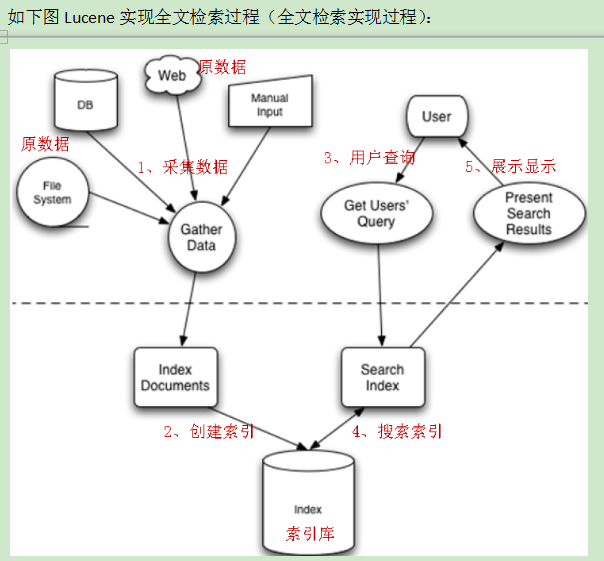 如下图 Lucene 实现全文检索过程（全文检索实现过程）：
Web
原数据
DB
Manual
Input
User
原数据
1、采集数据
3、用户查询
5、展示显示
File
System
Gather
Data
Get Users'
Query
Present
Search
Results
Index
Documents
Search
Index
2、创建索引
4、搜索索引
Index
索引库